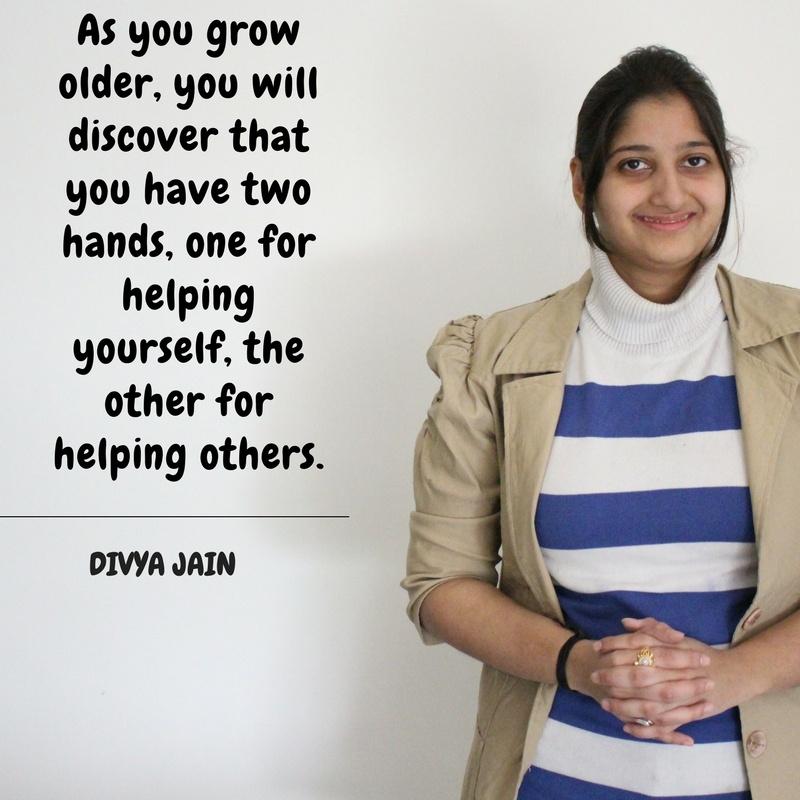 As you grow
older, you will
discover that
you have two
hands, one for
helping
yourself, the
other for
helping others.
DIVYA JAIN